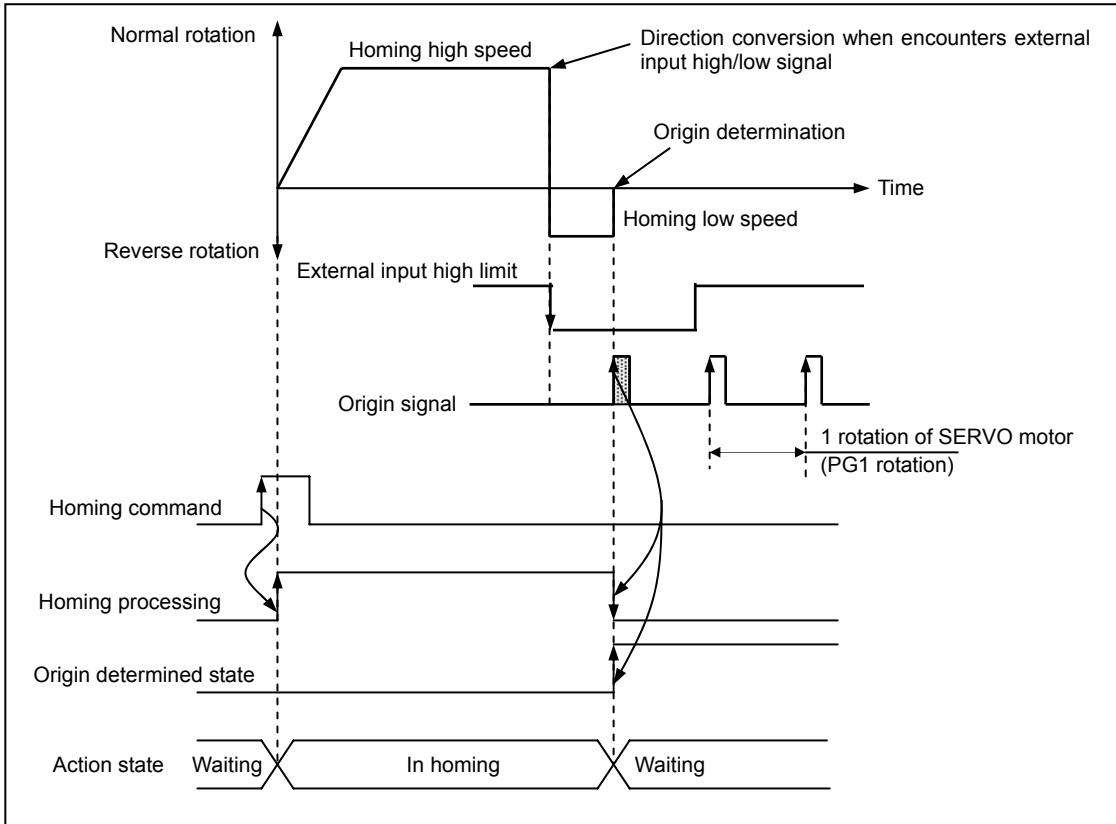 Normal rotation
Homing high speed
Direction conversion when encounters external
input high/low signal
Origin determination
Time
Homing low speed
Reverse rotation
External input high limit
Origin signal
1 rotation of SERVO motor
(PG1 rotation)
Homing command
Homing processing
Origin determined state
Action state Waiting In homing Waiting